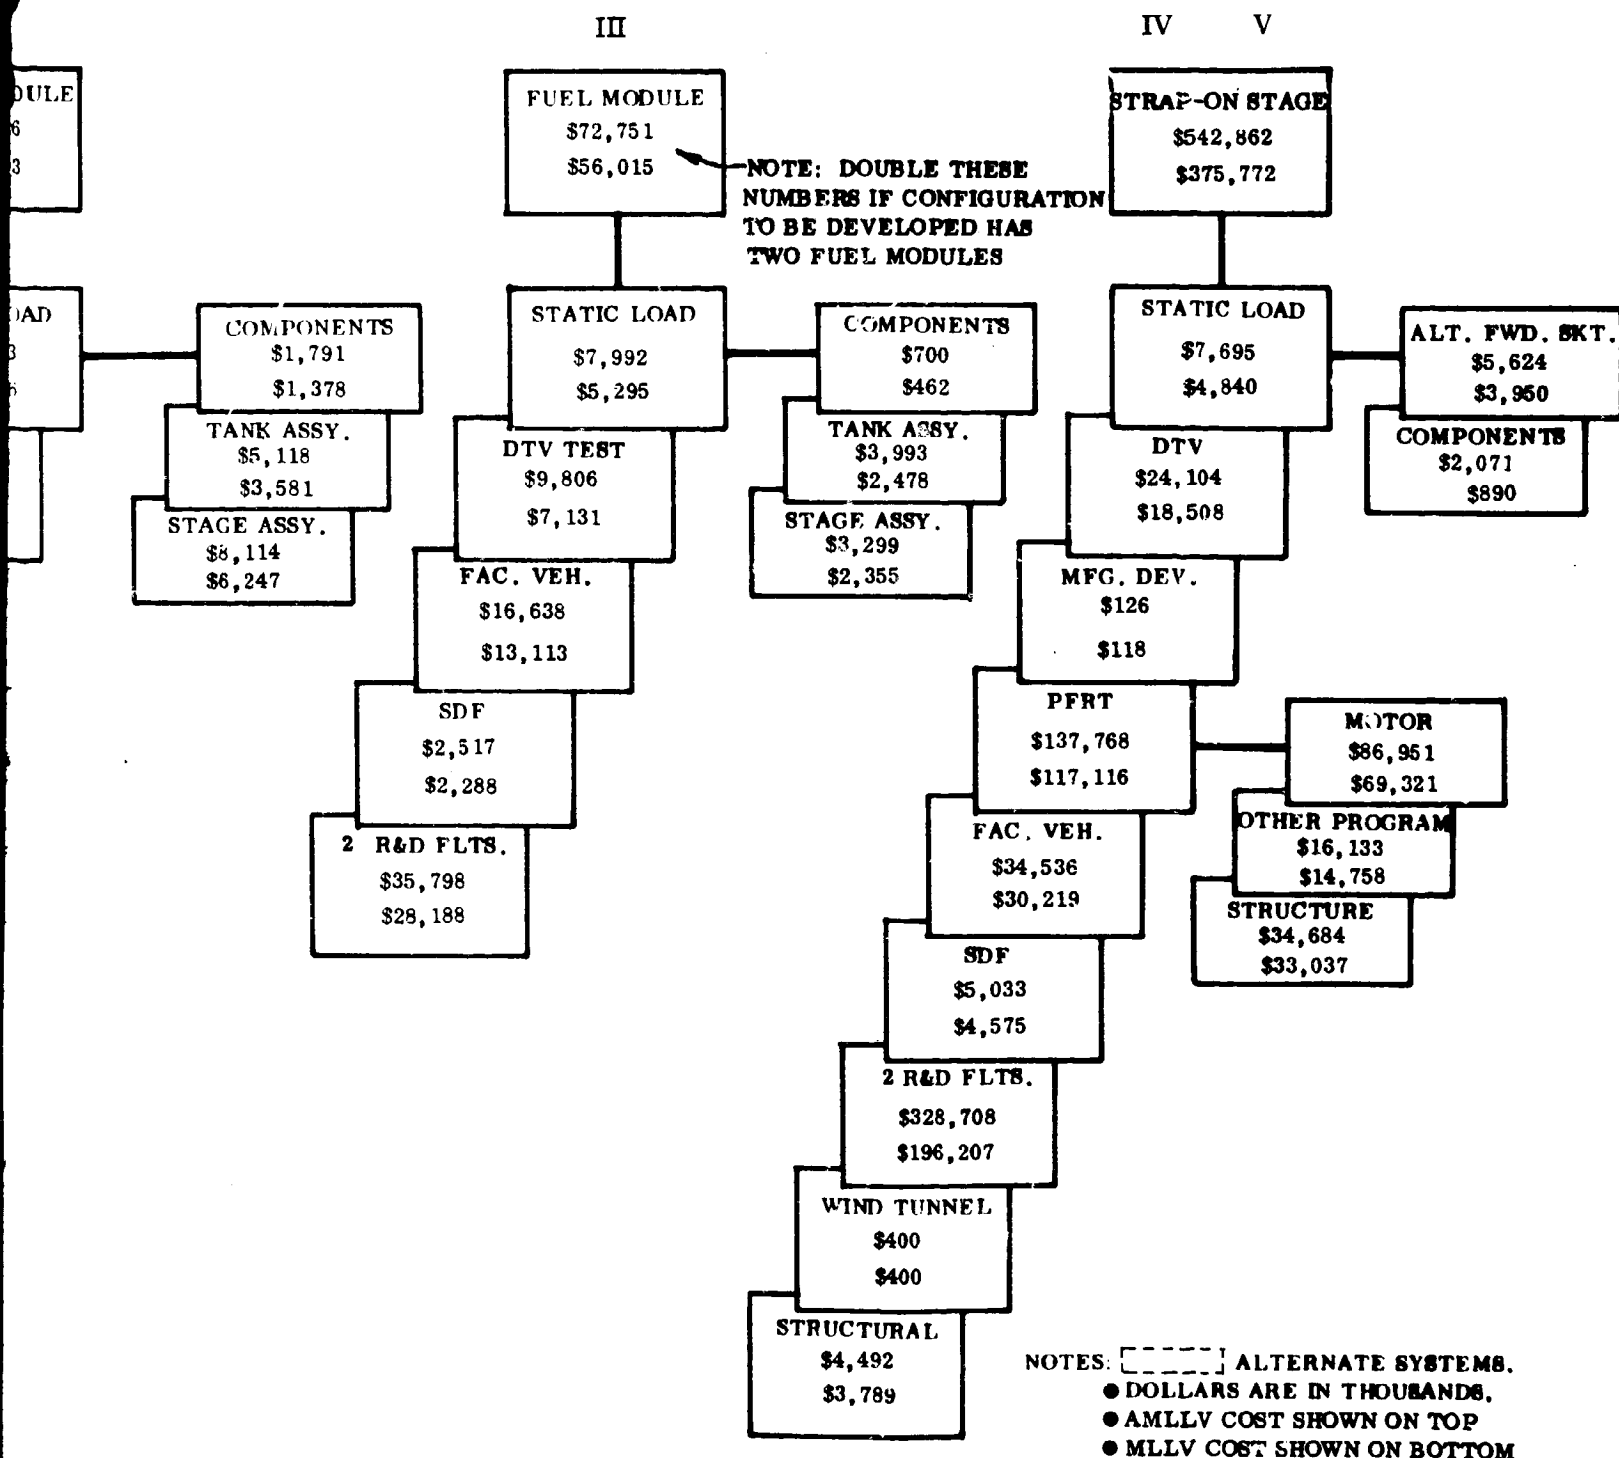 III
IV V
DULE
6
3
FUEL MODULE
$72,751
$56,015
NOTE: DOUBLE THESE
NUMBERS IF CONFIGURATION
TO BE DEVELOPED HAS
TWO FUEL MODULES
STRAP-ON STAGE
$542,862
$375,772
OAD
3
COMPONENTS
$1,791
$1,378
TANK ASSY.
$5,118
$3,581
STAGE ASSY.
$8,114
$6,247
STATIC LOAD
$7,992
$5,295
DTV TEST
$9,806
$7,131
FAC. VEH.
$16,638
$13,113
SDF
$2,517
$2,288
2 R&D FLTS.
$35,798
$28,188
COMPONENTS
$700
$462
TANK ASSY.
$3,993
$2,478
STAGE ASSY.
$3,299
$2,355
STATIC LOAD
$7,695
$4,840
DTV
$24,104
$18,508
MFG. DEV.
$126
$118
PFRT
$137,768
$117,116
FAC. VEH.
$34,536
$30,219
SDF
$5,033
$4,575
2 R&D FLTS.
$328,708
$196,207
WIND TUNNEL
$400
$400
STRUCTURAL
$4,492
$3,789
ALT. FWD. SKT.
$5,624
$3,950
COMPONENTS
$2,071
$890
MOTOR
$86,951
$69,321
OTHER PROGRAM
$16,133
$14,758
STRUCTURE
$34,684
$33,037
NOTES: ALTERNATE SYSTEMS.
● DOLLARS ARE IN THOUSANDS.
● AMLLV COST SHOWN ON TOP
● MLLV COST SHOWN ON BOTTOM